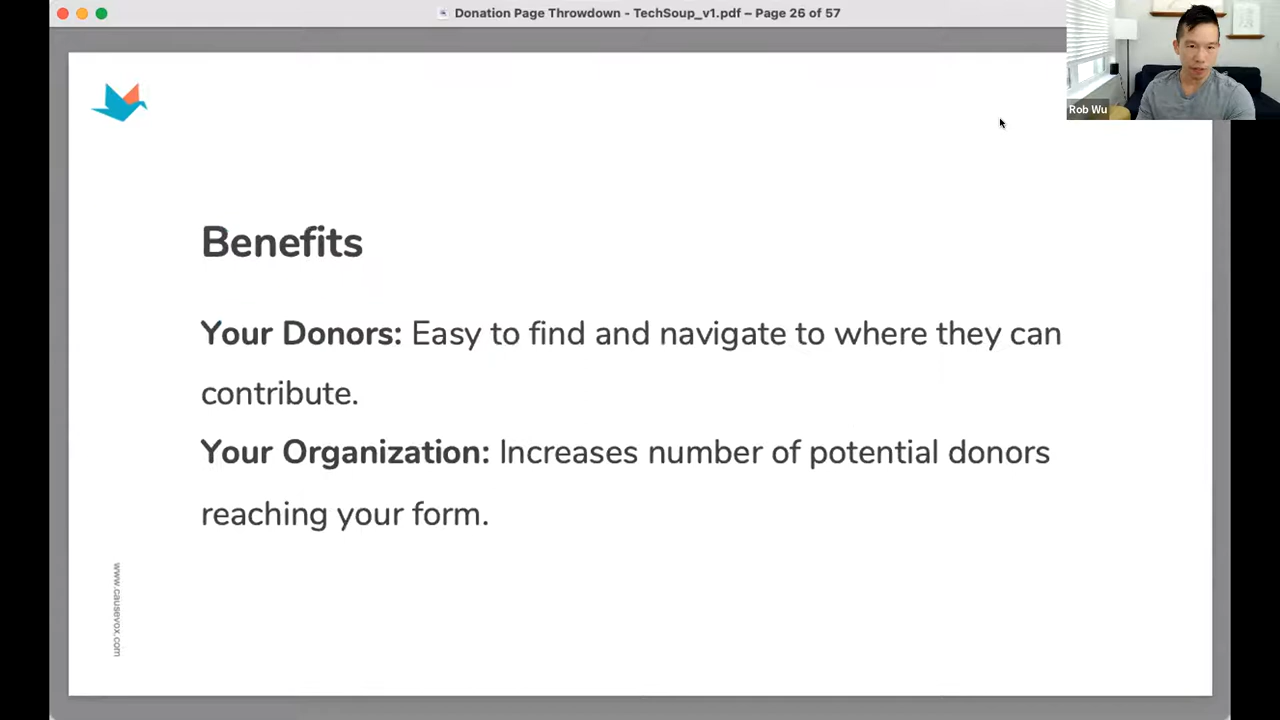 Donation Page Throwdown - TechSoup_v1.pdf – Page 26 of 57
Rob Wu
Benefits
Your Donors: Easy to find and navigate to where they can
contribute.
Your Organization: Increases number of potential donors
reaching your form.
www.causevox.com